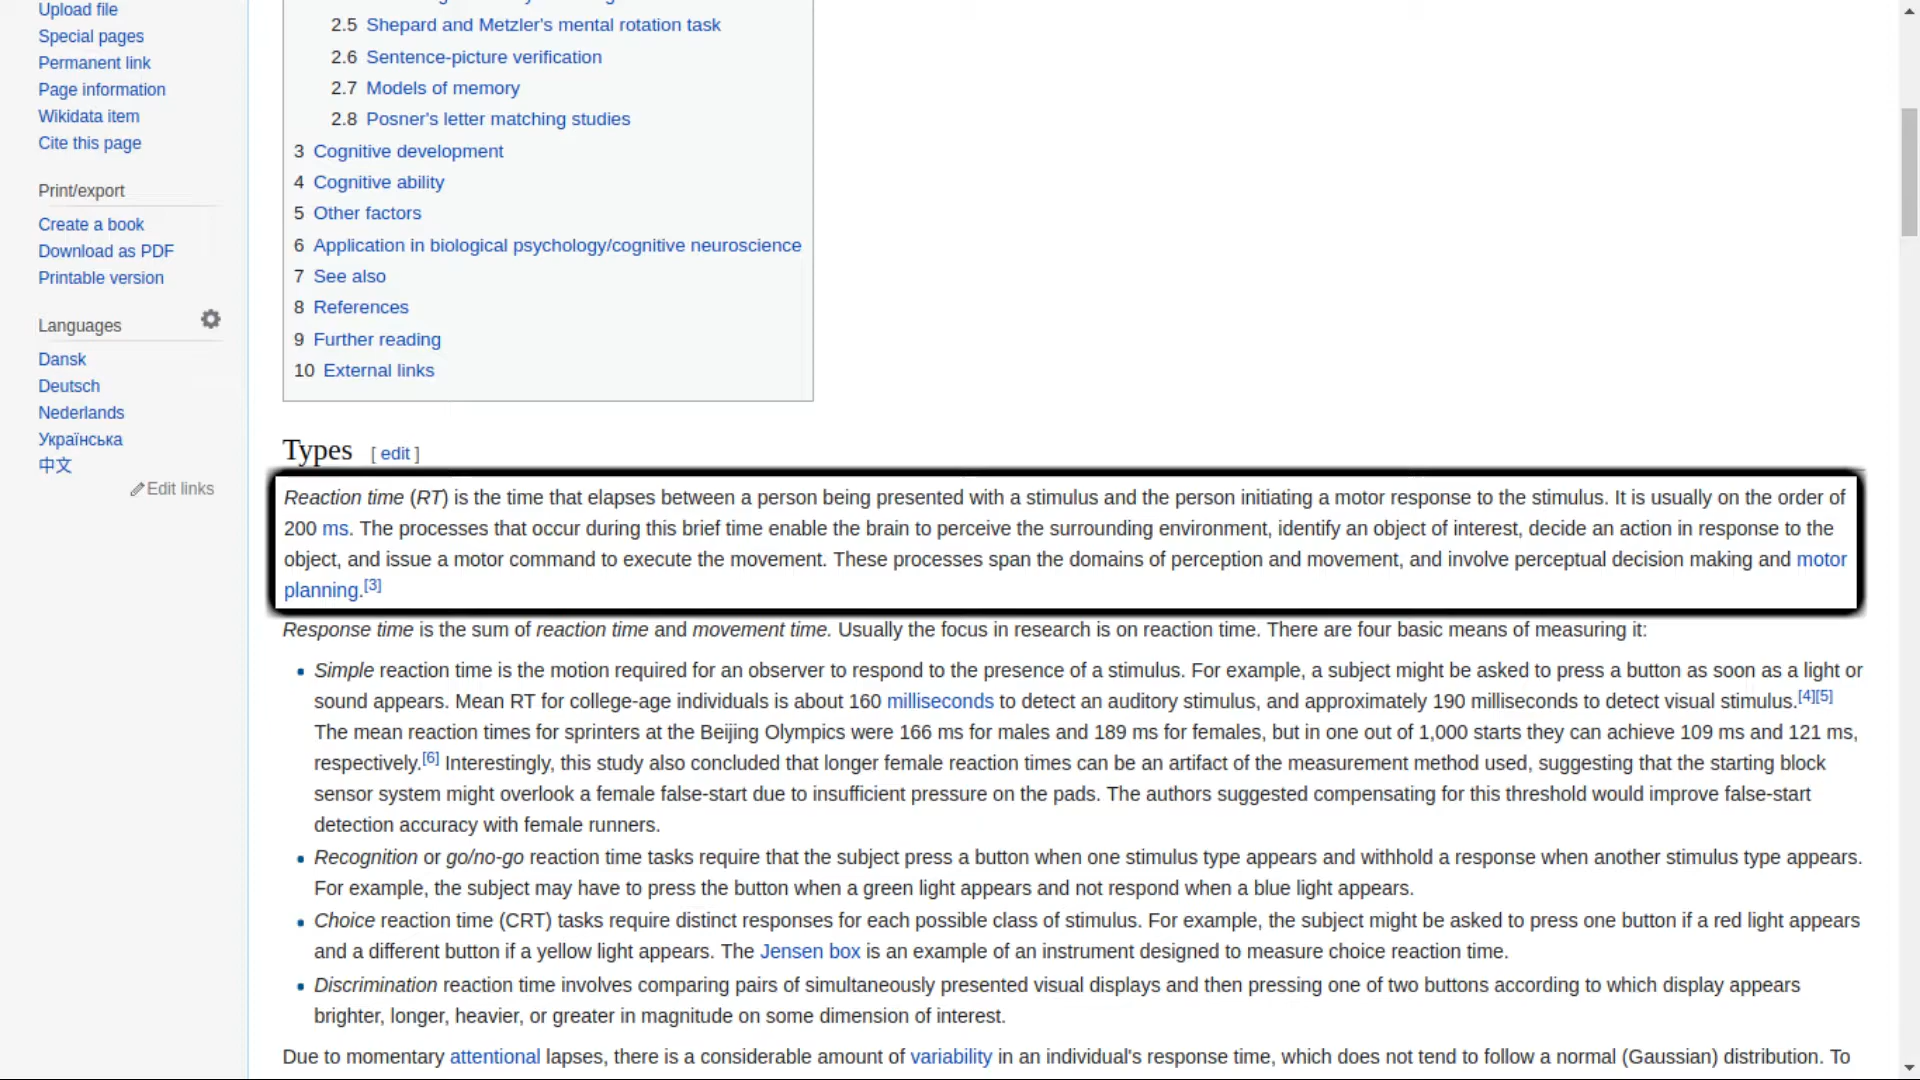 Upload file
Special pages
Permanent link
Page information
Wikidata item
Cite this page
Print/export
Create a book
Download as PDF
Printable version
Languages
Dansk
Deutsch
Nederlands
Українська
中文
Edit links
2.5 Shepard and Metzler's mental rotation task
2.6 Sentence-picture verification
2.7 Models of memory
2.8 Posner's letter matching studies
3 Cognitive development
4 Cognitive ability
5 Other factors
6 Application in biological psychology/cognitive neuroscience
7 See also
8 References
9 Further reading
10 External links
Types [ edit ]
Reaction time (RT) is the time that elapses between a person being presented with a stimulus and the person initiating a motor response to the stimulus. It is usually on the order of
200 ms. The processes that occur during this brief time enable the brain to perceive the surrounding environment, identify an object of interest, decide an action in response to the
object, and issue a motor command to execute the movement. These processes span the domains of perception and movement, and involve perceptual decision making and motor
planning.[3]
Response time is the sum of reaction time and movement time. Usually the focus in research is on reaction time. There are four basic means of measuring it:
• Simple reaction time is the motion required for an observer to respond to the presence of a stimulus. For example, a subject might be asked to press a button as soon as a light or
sound appears. Mean RT for college-age individuals is about 160 milliseconds to detect an auditory stimulus, and approximately 190 milliseconds to detect visual stimulus.[4][5]
The mean reaction times for sprinters at the Beijing Olympics were 166 ms for males and 189 ms for females, but in one out of 1,000 starts they can achieve 109 ms and 121 ms,
respectively.[6] Interestingly, this study also concluded that longer female reaction times can be an artifact of the measurement method used, suggesting that the starting block
sensor system might overlook a female false-start due to insufficient pressure on the pads. The authors suggested compensating for this threshold would improve false-start
detection accuracy with female runners.
• Recognition or go/no-go reaction time tasks require that the subject press a button when one stimulus type appears and withhold a response when another stimulus type appears.
For example, the subject may have to press the button when a green light appears and not respond when a blue light appears.
• Choice reaction time (CRT) tasks require distinct responses for each possible class of stimulus. For example, the subject might be asked to press one button if a red light appears
and a different button if a yellow light appears. The Jensen box is an example of an instrument designed to measure choice reaction time.
• Discrimination reaction time involves comparing pairs of simultaneously presented visual displays and then pressing one of two buttons according to which display appears
brighter, longer, heavier, or greater in magnitude on some dimension of interest.
Due to momentary attentional lapses, there is a considerable amount of variability in an individual's response time, which does not tend to follow a normal (Gaussian) distribution. To